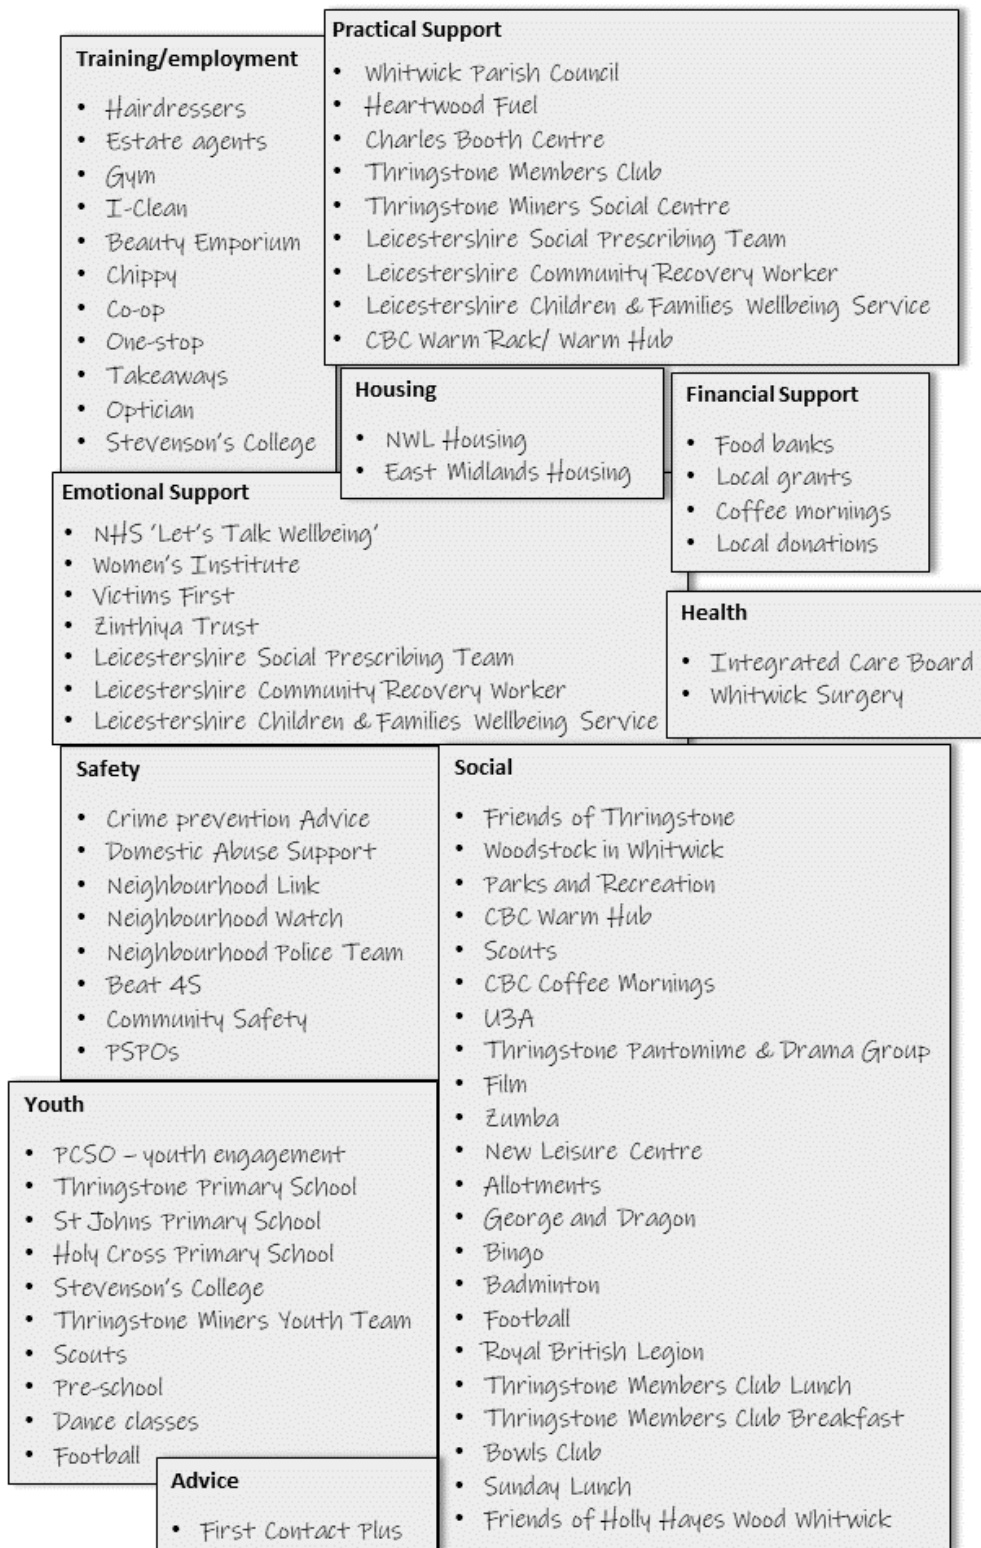 Training/employment
• Hairdressers
• Estate agents
• Gym
• I-Clean
• Beauty Emporium
• Chippy
• Co-op
• One-stop
• Takeaways
• Optician
• Stevenson's College
Practical Support
• Whitwick Parish Council
• Heartwood Fuel
• Charles Booth Centre
• Thringstone Members Club
• Thringstone Miners Social Centre
• Leicestershire Social Prescribing Team
• Leicestershire Community Recovery Worker
• Leicestershire Children & Families Wellbeing Service
• CBC Warm Rack/ Warm Hub
Housing
• NWL Housing
• East Midlands Housing
Financial Support
• Food banks
• Local grants
• Coffee mornings
• Local donations
Emotional Support
• NHS 'Let's Talk Wellbeing'
• Women's Institute
• Victims First
• Zinthiya Trust
• Leicestershire Social Prescribing Team
• Leicestershire Community Recovery Worker
• Leicestershire Children & Families Wellbeing Service
Health
• Integrated Care Board
• Whitwick Surgery
Safety
• Crime prevention Advice
• Domestic Abuse Support
• Neighbourhood Link
• Neighbourhood Watch
• Neighbourhood Police Team
• Beat 45
• Community Safety
• PSPOs
Social
• Friends of Thringstone
• Woodstock in Whitwick
• Parks and Recreation
• CBC Warm Hub
• Scouts
• CBC Coffee Mornings
• U3A
• Thringstone Pantomime & Drama Group
• Film
• Zumba
• New Leisure Centre
• Allotments
• George and Dragon
• Bingo
• Badminton
• Football
• Royal British Legion
• Thringstone Members Club Lunch
• Thringstone Members Club Breakfast
• Bowls Club
• Sunday Lunch
• Friends of Holly Hayes Wood Whitwick
Youth
• PCSO – youth engagement
• Thringstone Primary School
• St Johns Primary School
• Holy Cross Primary School
• Stevenson's College
• Thringstone Miners Youth Team
• Scouts
• Pre-school
• Dance classes
• Football
Advice
• First Contact Plus